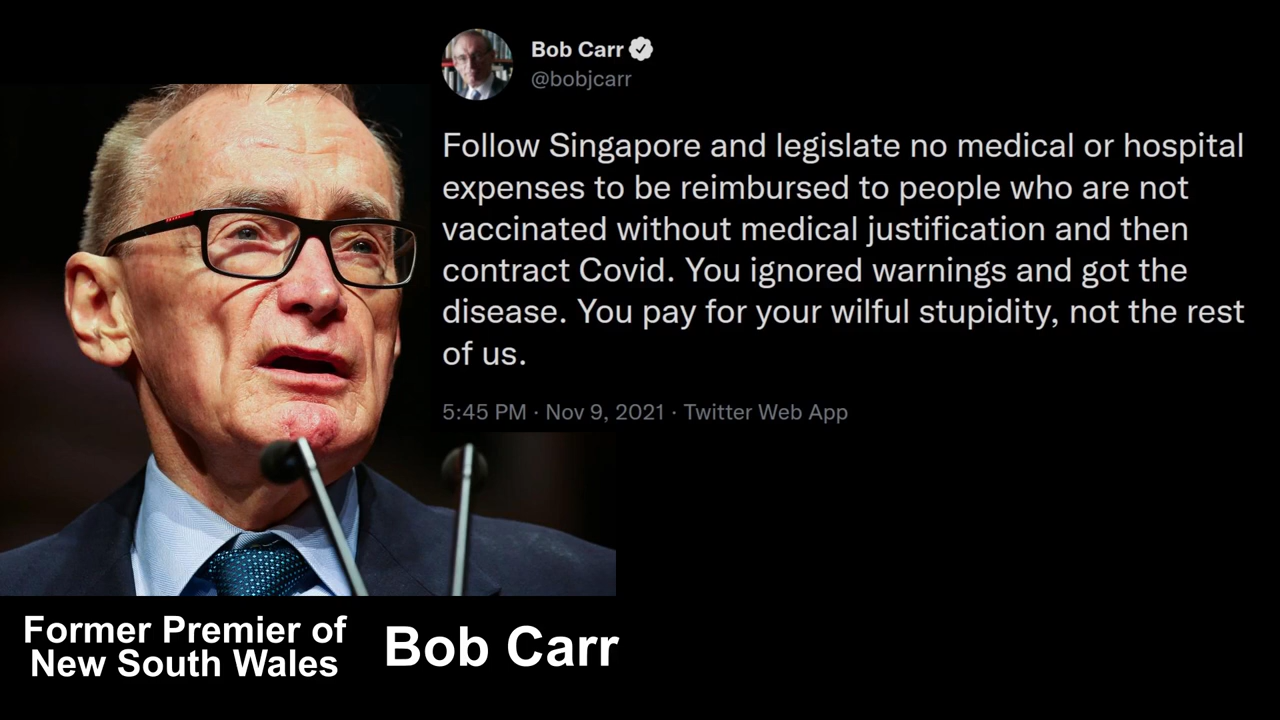 Bob Carr
@bobjcarr
Follow Singapore and legislate no medical or hospital
expenses to be reimbursed to people who are not
vaccinated without medical justification and then
contract Covid. You ignored warnings and got the
disease. You pay for your wilful stupidity, not the rest
of us.
5:45 PM · Nov 9, 2021 · Twitter Web App
Former Premier of
New South Wales
Bob Carr